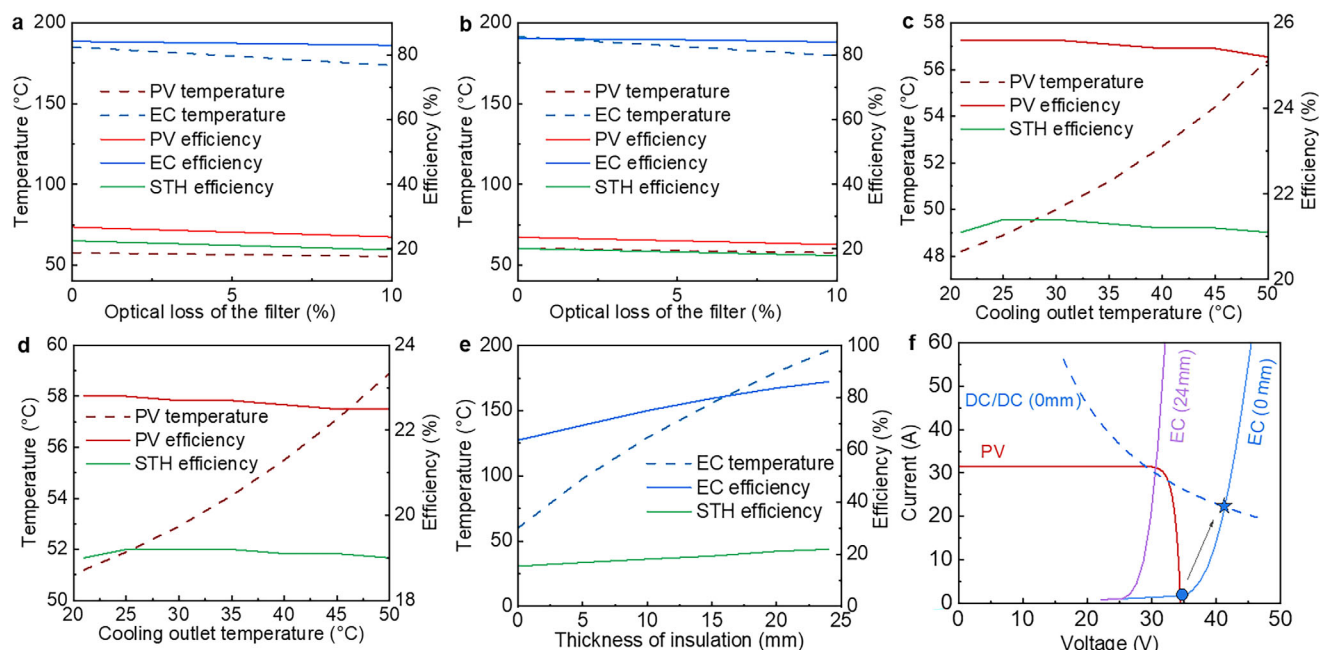 a
200
150
100
50
Temperature (°C)
PV temperature
EC temperature
PV efficiency
EC efficiency
STH efficiency
80
60
40
20
Efficiency (%)
0
5
10
Optical loss of the filter (%)
b
200
150
100
50
Temperature (°C)
PV temperature
EC temperature
PV efficiency
EC efficiency
STH efficiency
80
60
40
20
Efficiency (%)
0
5
10
Optical loss of the filter (%)
c
58
56
54
52
50
48
Temperature (°C)
PV temperature
PV efficiency
STH efficiency
26
24
22
20
Efficiency (%)
20 25 30 35 40 45 50
Cooling outlet temperature (°C)
d
60
58
56
54
52
50
Temperature (°C)
PV temperature
PV efficiency
STH efficiency
24
22
20
18
Efficiency (%)
20 25 30 35 40 45 50
Cooling outlet temperature (°C)
e
200
150
100
50
0
Temperature (°C)
EC temperature
EC efficiency
STH efficiency
100
80
60
40
20
0
Efficiency (%)
0 5 10 15 20 25
Thickness of insulation (mm)
f
60
50
40
30
20
10
0
Current (A)
DC/DC (0mm)
PV
EC (24mm)
EC (0 mm)
0 10 20 30 40 50
Voltage (V)